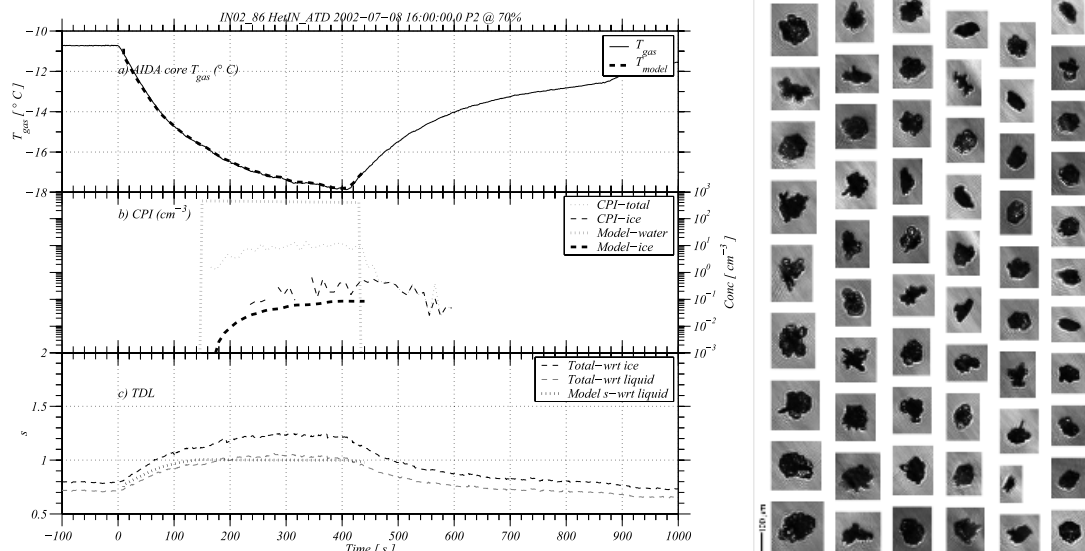 IN02_86 HetIN_ATD 2002-07-08 16:00:00.0 P2 @ 70%
-10
-12
-14
-16
-18
T_gas [° C]
a) AIDA core T_gas (° C)
T_gas
T_model
b) CPI (cm^-3)
CPI-total
CPI-ice
Model-water
Model-ice
10^3
10^2
10^1
10^0
10^-1
10^-2
10^-3
Conc [ cm^-3 ]
2
1.5
1
0.5
s
c) TDL
Total-wrt ice
Total-wrt liquid
Model s-wrt liquid
-100 0 100 200 300 400 500 600 700 800 900 1000
Time [ s ]